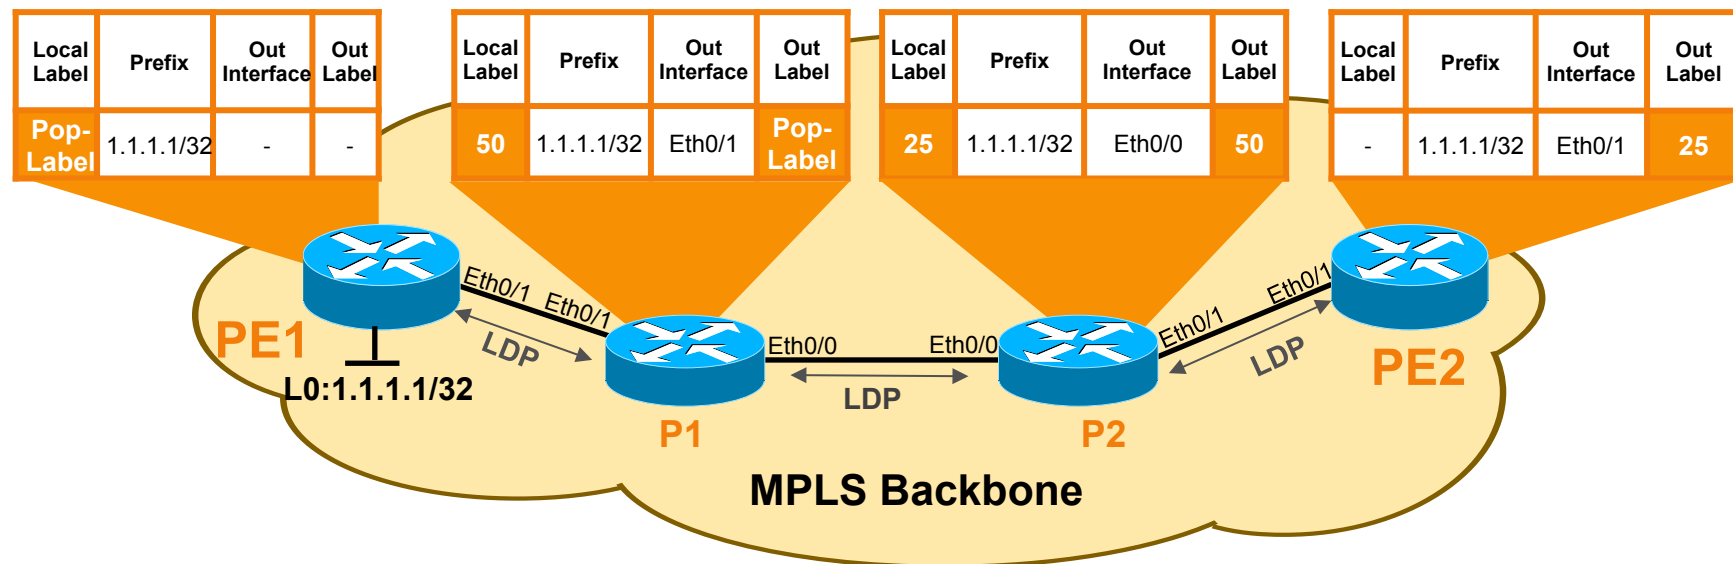 Local Label Prefix Out Interface Out Label
Pop-Label 1.1.1.1/32 - -
Local Label Prefix Out Interface Out Label
50 1.1.1.1/32 Eth0/1 Pop-Label
Local Label Prefix Out Interface Out Label
25 1.1.1.1/32 Eth0/0 50
Local Label Prefix Out Interface Out Label
- 1.1.1.1/32 Eth0/1 25
Eth0/1
Eth0/1
LDP
PE1
L0:1.1.1.1/32
Eth0/0
Eth0/0
LDP
P1
P2
Eth0/1
Eth0/1
LDP
PE2
MPLS Backbone